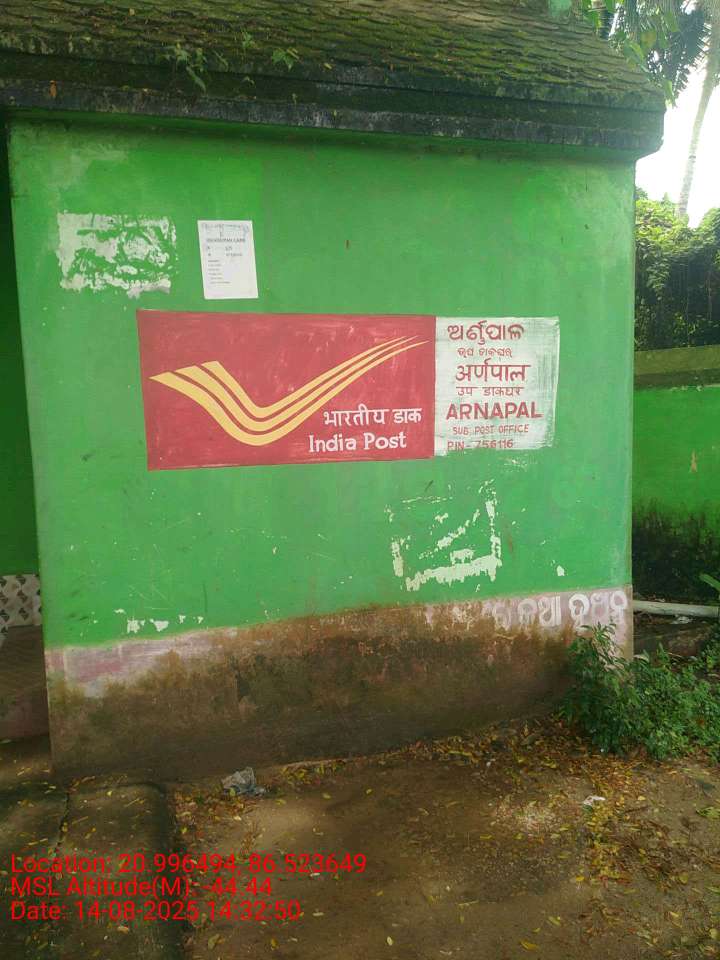 भारतीय डाक
India Post
ଅର୍ଣ୍ଣପାଳ
ଉପ ଡାକଘର
अर्णपाल
उप डाकघर
ARNAPAL
SUB POST OFFICE
PIN-756116
Location: 20.996494, 86.523649
MSL Altitude(M): -44.44
Date: 14-08-2025 14:32:50